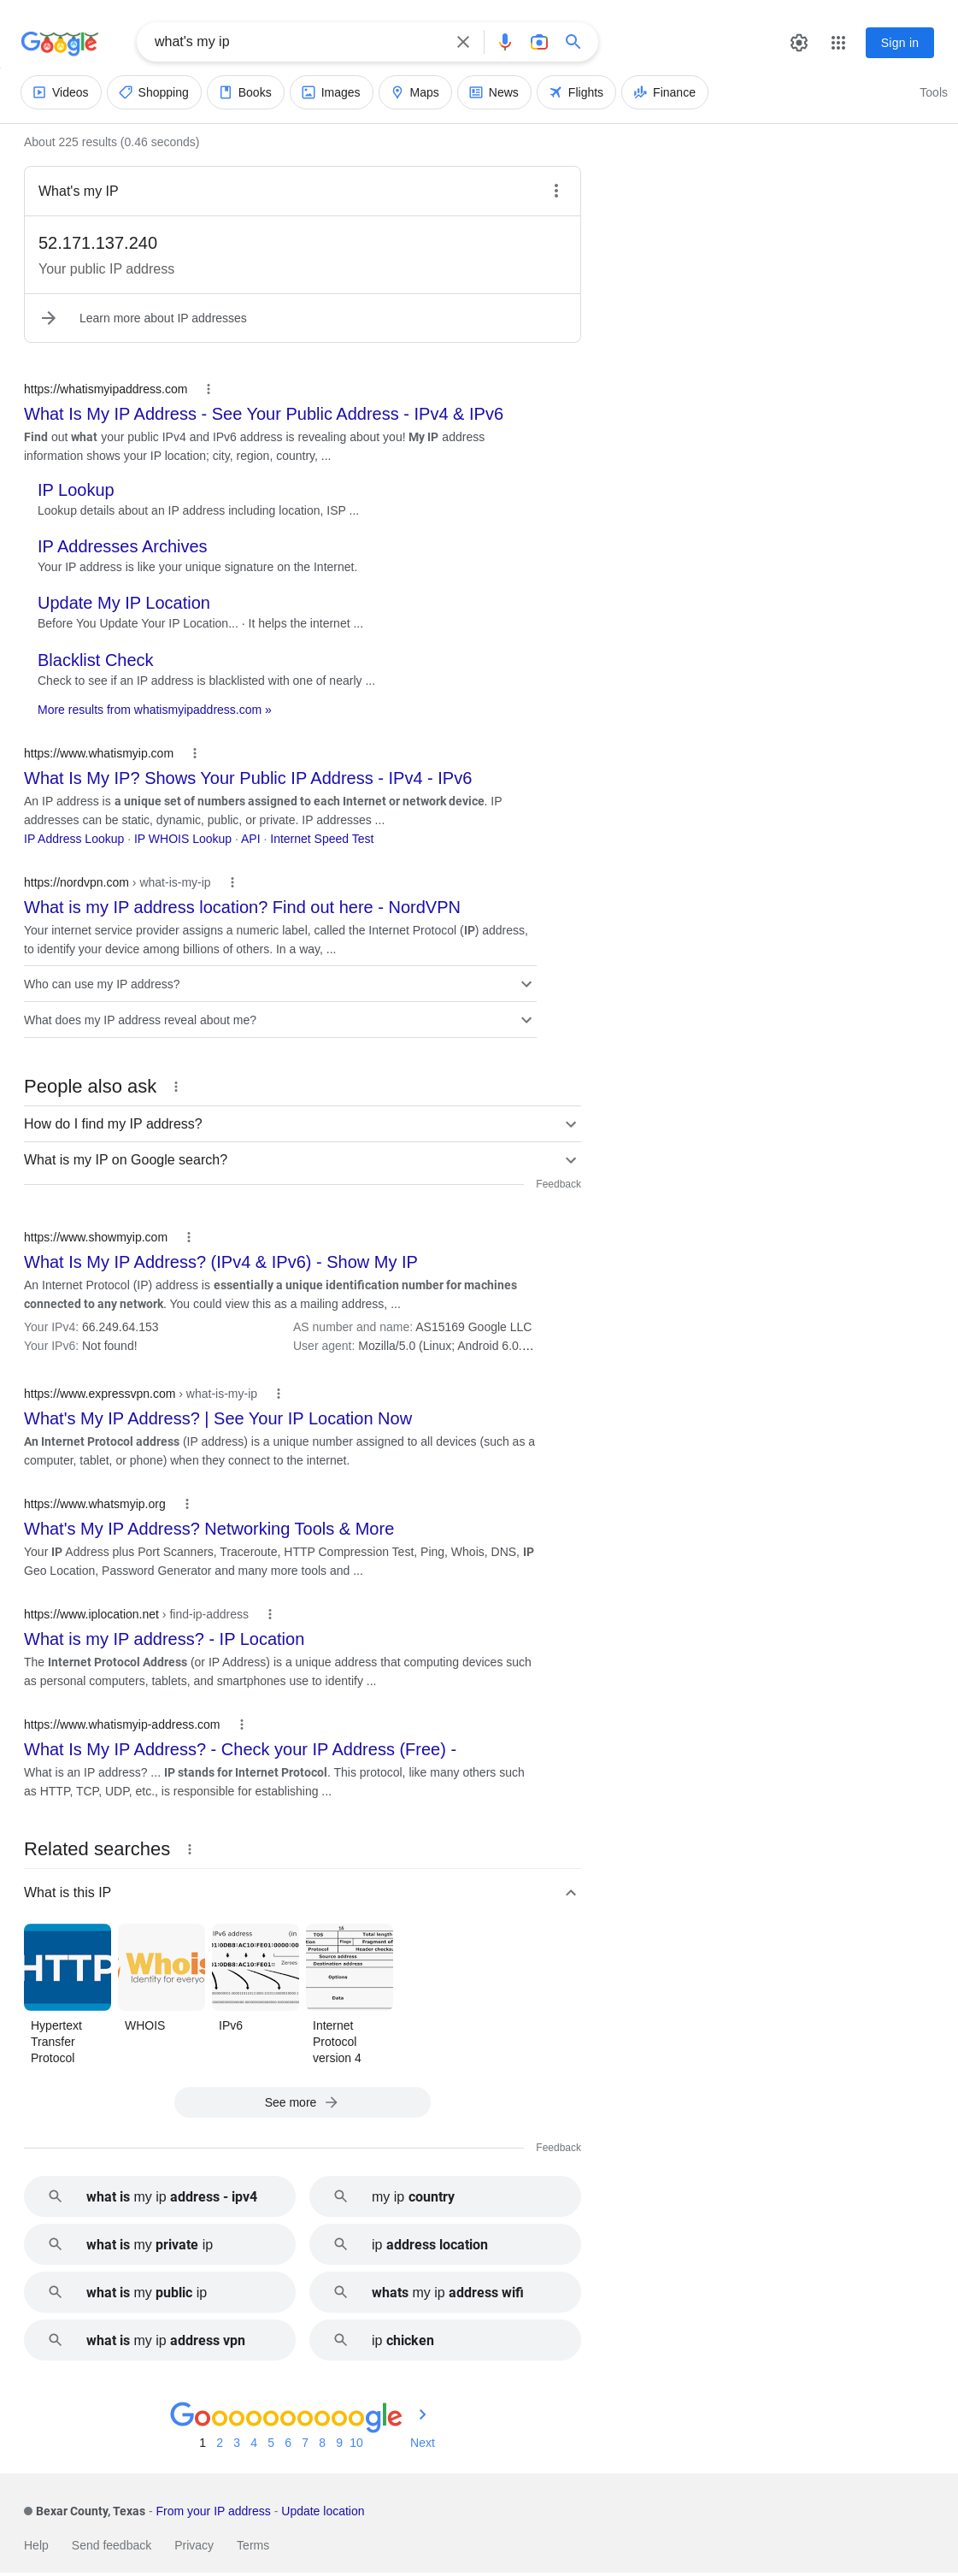 Google
what's my ip
Sign in
Videos
Shopping
Books
Images
Maps
News
Flights
Finance
Tools
About 225 results (0.46 seconds)
What's my IP
52.171.137.240
Your public IP address
Learn more about IP addresses
https://whatismyipaddress.com
What Is My IP Address - See Your Public Address - IPv4 & IPv6
Find out what your public IPv4 and IPv6 address is revealing about you! My IP address
information shows your IP location; city, region, country, ...
IP Lookup
Lookup details about an IP address including location, ISP ...
IP Addresses Archives
Your IP address is like your unique signature on the Internet.
Update My IP Location
Before You Update Your IP Location... · It helps the internet ...
Blacklist Check
Check to see if an IP address is blacklisted with one of nearly ...
More results from whatismyipaddress.com »
https://www.whatismyip.com
What Is My IP? Shows Your Public IP Address - IPv4 - IPv6
An IP address is a unique set of numbers assigned to each Internet or network device. IP
addresses can be static, dynamic, public, or private. IP addresses ...
IP Address Lookup · IP WHOIS Lookup · API · Internet Speed Test
https://nordvpn.com › what-is-my-ip
What is my IP address location? Find out here - NordVPN
Your internet service provider assigns a numeric label, called the Internet Protocol (IP) address,
to identify your device among billions of others. In a way, ...
Who can use my IP address?
What does my IP address reveal about me?
People also ask
How do I find my IP address?
What is my IP on Google search?
Feedback
https://www.showmyip.com
What Is My IP Address? (IPv4 & IPv6) - Show My IP
An Internet Protocol (IP) address is essentially a unique identification number for machines
connected to any network. You could view this as a mailing address, ...
Your IPv4: 66.249.64.153
AS number and name: AS15169 Google LLC
Your IPv6: Not found!
User agent: Mozilla/5.0 (Linux; Android 6.0....
https://www.expressvpn.com › what-is-my-ip
What's My IP Address? | See Your IP Location Now
An Internet Protocol address (IP address) is a unique number assigned to all devices (such as a
computer, tablet, or phone) when they connect to the internet.
https://www.whatsmyip.org
What's My IP Address? Networking Tools & More
Your IP Address plus Port Scanners, Traceroute, HTTP Compression Test, Ping, Whois, DNS, IP
Geo Location, Password Generator and many more tools and ...
https://www.iplocation.net › find-ip-address
What is my IP address? - IP Location
The Internet Protocol Address (or IP Address) is a unique address that computing devices such
as personal computers, tablets, and smartphones use to identify ...
https://www.whatismyip-address.com
What Is My IP Address? - Check your IP Address (Free) -
What is an IP address? ... IP stands for Internet Protocol. This protocol, like many others such
as HTTP, TCP, UDP, etc., is responsible for establishing ...
Related searches
What is this IP
HTTP
Whois
Identity for everyo
IPv6 address (in
Zeroes
16
TOS Total length
Flags Fragment of
Protocol Header checksu
Source address
Destination address
Options
Data
Hypertext
Transfer
Protocol
WHOIS
IPv6
Internet
Protocol
version 4
See more
Feedback
what is my ip address - ipv4
my ip country
what is my private ip
ip address location
what is my public ip
whats my ip address wifi
what is my ip address vpn
ip chicken
Goooooooooogle
1 2 3 4 5 6 7 8 9 10 Next
Bexar County, Texas - From your IP address - Update location
Help Send feedback Privacy Terms